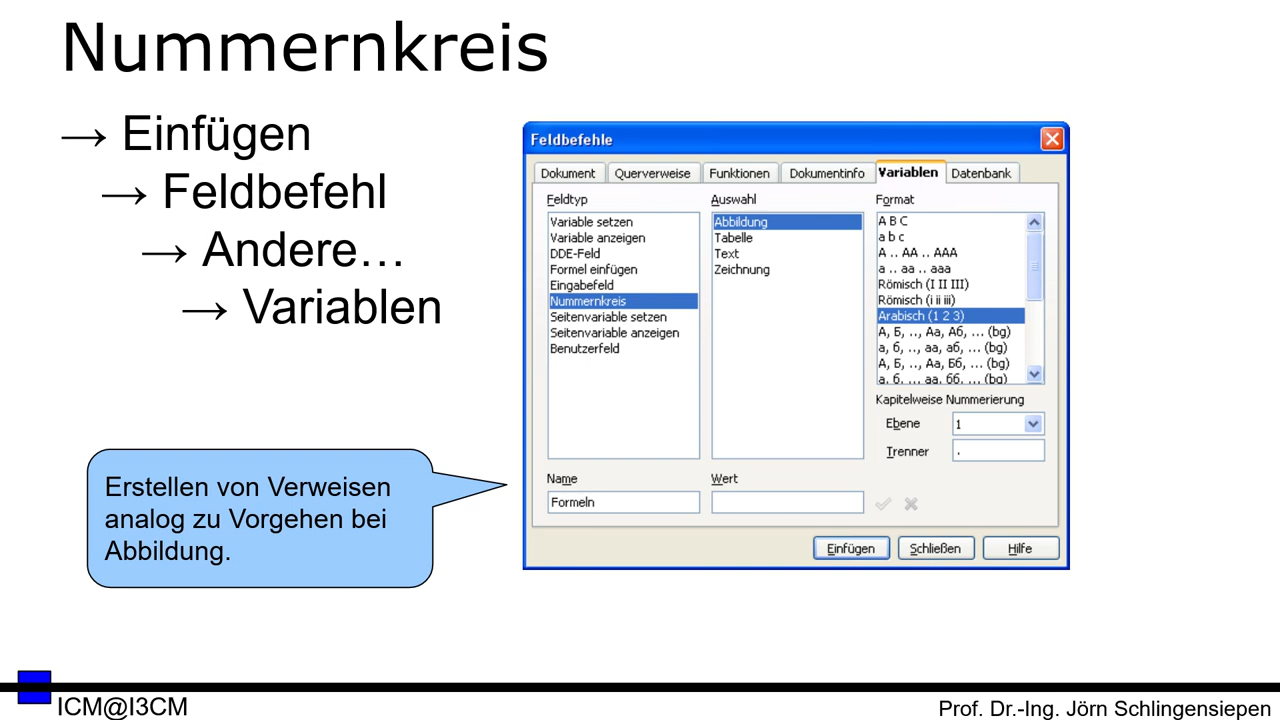 Nummernkreis
→ Einfügen
→ Feldbefehl
→ Andere…
→ Variablen
Feldbefehle
Dokument Querverweise Funktionen Dokumentinfo Variablen Datenbank
Feldtyp
Variable setzen
Variable anzeigen
DDE-Feld
Formel einfügen
Eingabefeld
Nummernkreis
Seitenvariable setzen
Seitenvariable anzeigen
Benutzerfeld
Auswahl
Abbildung
Tabelle
Text
Zeichnung
Format
A B C
a b c
A .. AA .. AAA
a .. aa .. aaa
Römisch (I II III)
Römisch (i ii iii)
Arabisch (1 2 3)
А, Б, .., Аа, Аб, ... (bg)
а, б, .., аа, аб, ... (bg)
А, Б, .., Аа, Бб, ... (bg)
а, б, ... аа, бб, ... (bg)
Kapitelweise Nummerierung
Ebene 1
Trenner .
Name
Formeln
Wert
Einfügen Schließen Hilfe
Erstellen von Verweisen
analog zu Vorgehen bei
Abbildung.
ICM@I3CM
Prof. Dr.-Ing. Jörn Schlingensiepen